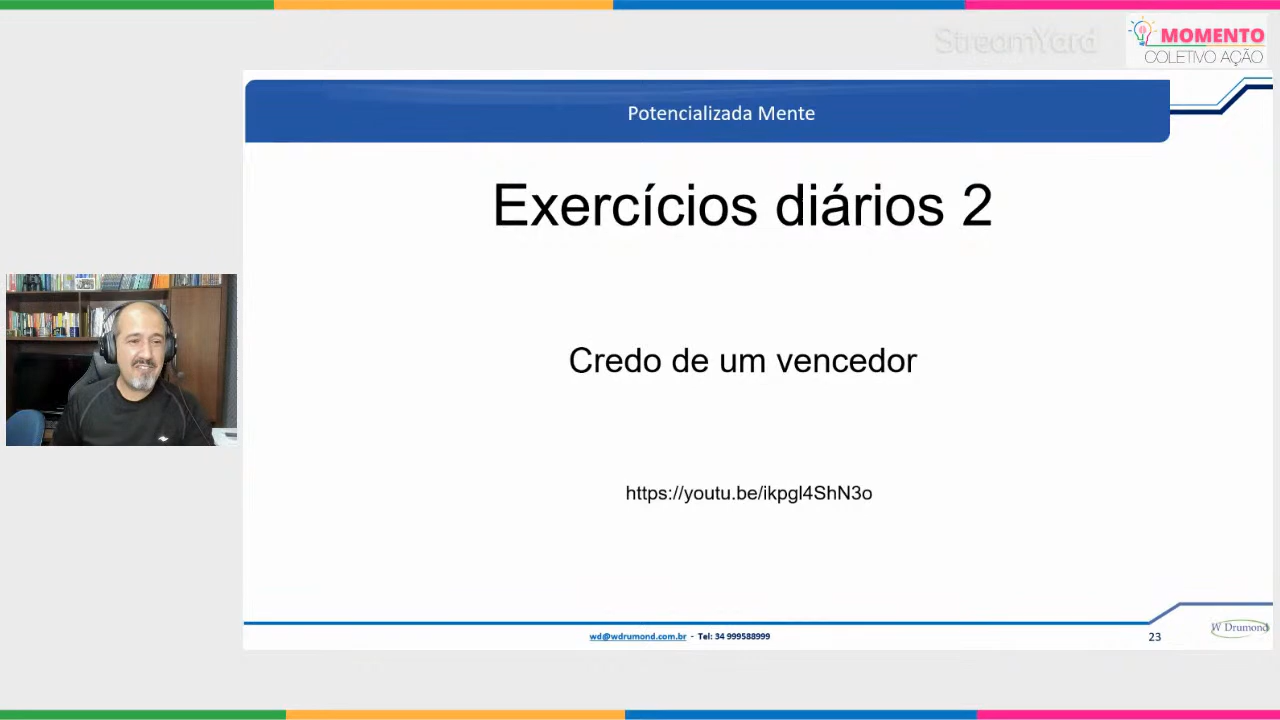 StreamYard
MOMENTO
COLETIVO AÇÃO
Potencializada Mente
Exercícios diários 2
Credo de um vencedor
https://youtu.be/ikpgl4ShN3o
wd@wdrumond.com.br - Tel: 34 999588999
23
W Drumond